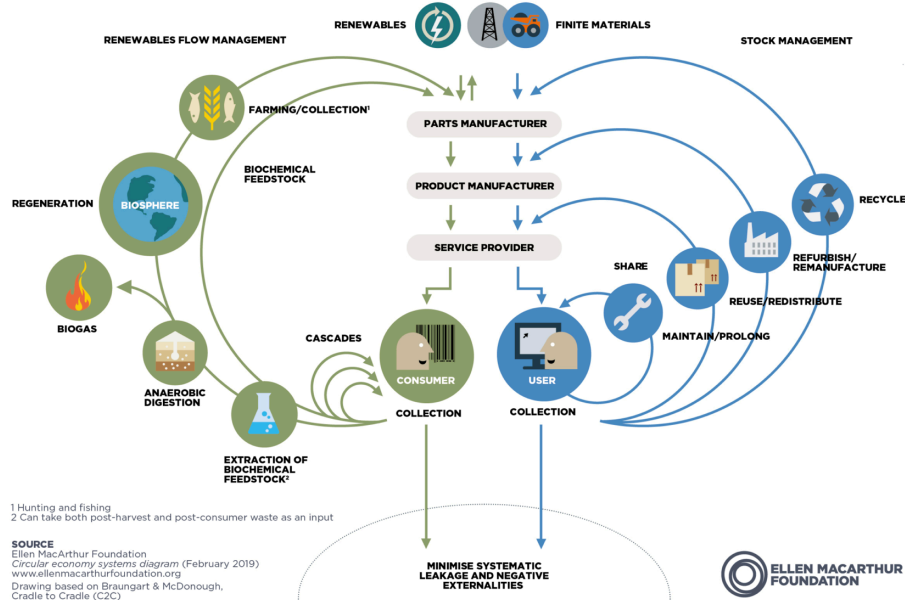 RENEWABLES
FINITE MATERIALS
RENEWABLES FLOW MANAGEMENT
STOCK MANAGEMENT
FARMING/COLLECTION¹
PARTS MANUFACTURER
BIOCHEMICAL
FEEDSTOCK
PRODUCT MANUFACTURER
REGENERATION
BIOSPHERE
RECYCLE
SERVICE PROVIDER
REFURBISH/
REMANUFACTURE
SHARE
REUSE/REDISTRIBUTE
BIOGAS
MAINTAIN/PROLONG
CASCADES
CONSUMER
USER
ANAEROBIC
DIGESTION
COLLECTION
COLLECTION
EXTRACTION OF
BIOCHEMICAL
FEEDSTOCK²
1 Hunting and fishing
2 Can take both post-harvest and post-consumer waste as an input
SOURCE
Ellen MacArthur Foundation
Circular economy systems diagram (February 2019)
www.ellenmacarthurfoundation.org
Drawing based on Braungart & McDonough,
Cradle to Cradle (C2C)
MINIMISE SYSTEMATIC
LEAKAGE AND NEGATIVE
EXTERNALITIES
ELLEN MACARTHUR
FOUNDATION